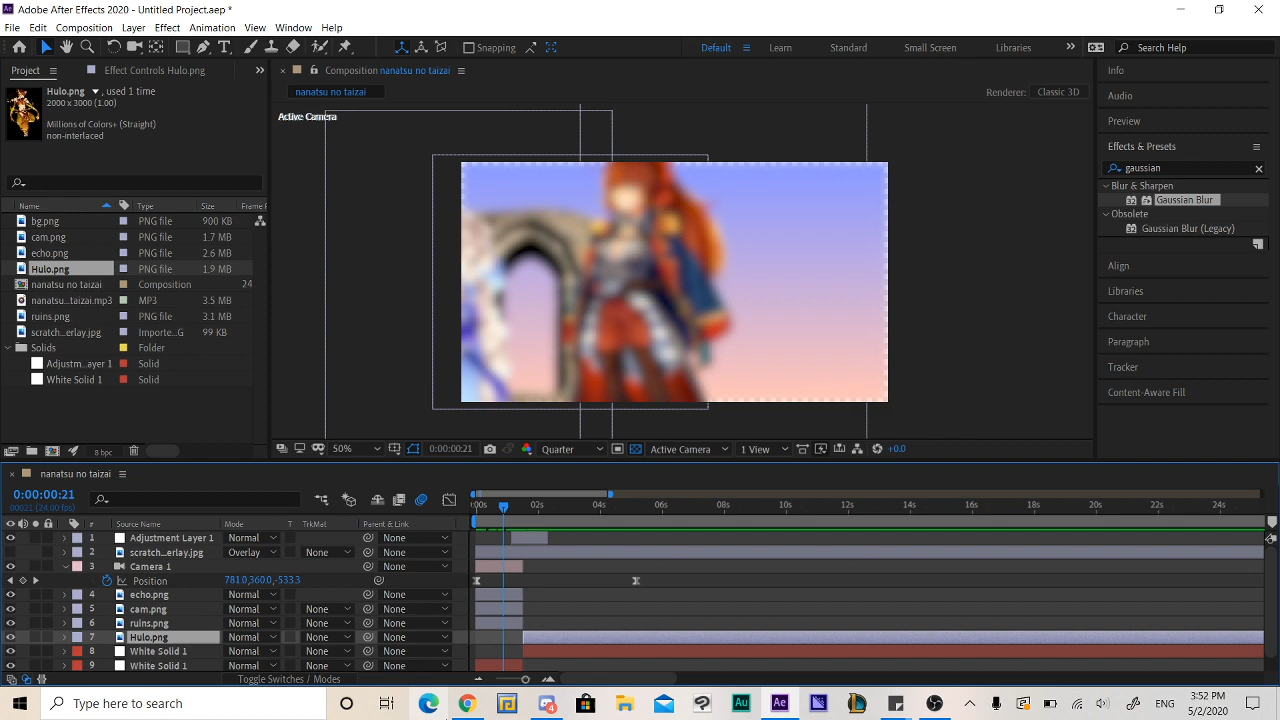 Adobe After Effects 2020 - Untitled Project.aep *
File Edit Composition Layer Effect Animation View Window Help
Snapping Default Learn Standard Small Screen Libraries Search Help
Project Effect Controls Hulo.png
Composition nanatsu no taizai
nanatsu no taizai
Renderer: Classic 3D
Hulo.png , used 1 time
2000 x 3000 (1.00)
Millions of Colors+ (Straight)
non-interlaced
Active Camera
Name Type Size Frame R
bg.png PNG file 900 KB
cam.png PNG file 1.7 MB
echo.png PNG file 2.6 MB
Hulo.png PNG file 1.9 MB
nanatsu no taizai Composition 24
nanatsu...taizai.mp3 MP3 3.5 MB
ruins.png PNG file 3.1 MB
scratch...erlay.jpg Importe...G 99 KB
Solids Folder
Adjustm...ayer 1 Solid
White Solid 1 Solid
8 bpc
50% 0:00:00:21 Quarter Active Camera 1 View +0.0
Info
Audio
Preview
Effects & Presets
gaussian
Blur & Sharpen
Gaussian Blur
Obsolete
Gaussian Blur (Legacy)
Align
Libraries
Character
Paragraph
Tracker
Content-Aware Fill
nanatsu no taizai
0:00:00:21
00021 (24.00 fps)
:00s 02s 04s 06s 08s 10s 12s 14s 16s 18s 20s 22s 24s
# Source Name Mode T TrkMat Parent & Link
1 Adjustment Layer 1 Normal None
2 scratch...erlay.jpg Overlay None None
3 Camera 1 None
Position 781.0,360.0,-533.3
4 echo.png Normal None
5 cam.png Normal None None
6 ruins.png Normal None None
7 Hulo.png Normal None None
8 White Solid 1 Normal None None
9 White Solid 1 Normal None None
Toggle Switches / Modes
Type here to search
4
Au
Ae
3:52 PM
5/2/2020